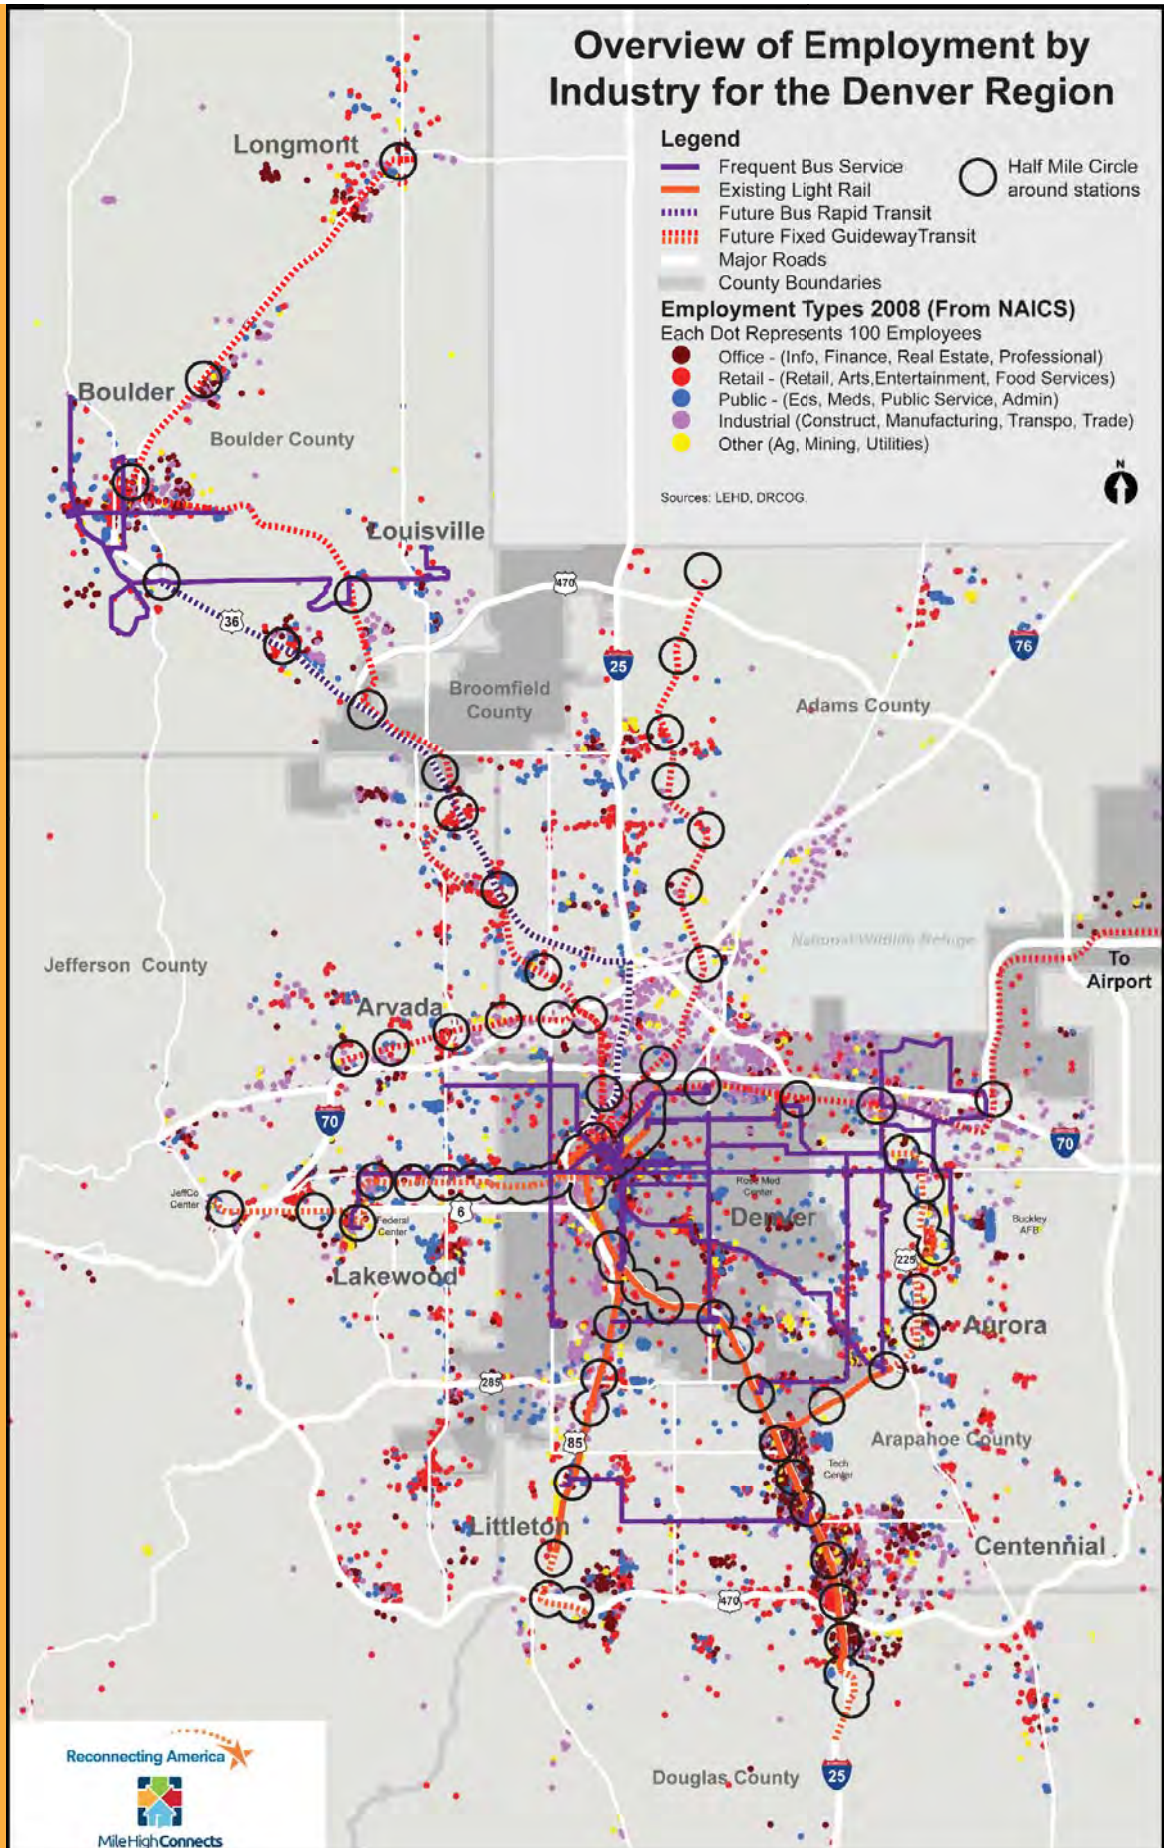 Overview of Employment by
Industry for the Denver Region
Legend
Frequent Bus Service
Existing Light Rail
Future Bus Rapid Transit
Future Fixed GuidewayTransit
Major Roads
County Boundaries
Half Mile Circle
around stations
Employment Types 2008 (From NAICS)
Each Dot Represents 100 Employees
Office - (Info, Finance, Real Estate, Professional)
Retail - (Retail, Arts,Entertainment, Food Services)
Public - (Eds, Meds, Public Service, Admin)
Industrial (Construct, Manufacturing, Transpo, Trade)
Other (Ag, Mining, Utilities)
Sources: LEHD, DRCOG.
N
Longmont
Boulder
Boulder County
Louisville
470
36
25
76
Broomfield
County
Adams County
National Wildlife Refuge
Jefferson County
To
Airport
Arvada
70
70
JeffCo
Center
Federal
Center
6
Rose Med
Center
Denver
Buckley
AFB
225
Lakewood
Aurora
285
85
Arapahoe County
Tech
Center
Littleton
Centennial
470
Douglas County
25
Reconnecting America
MileHighConnects